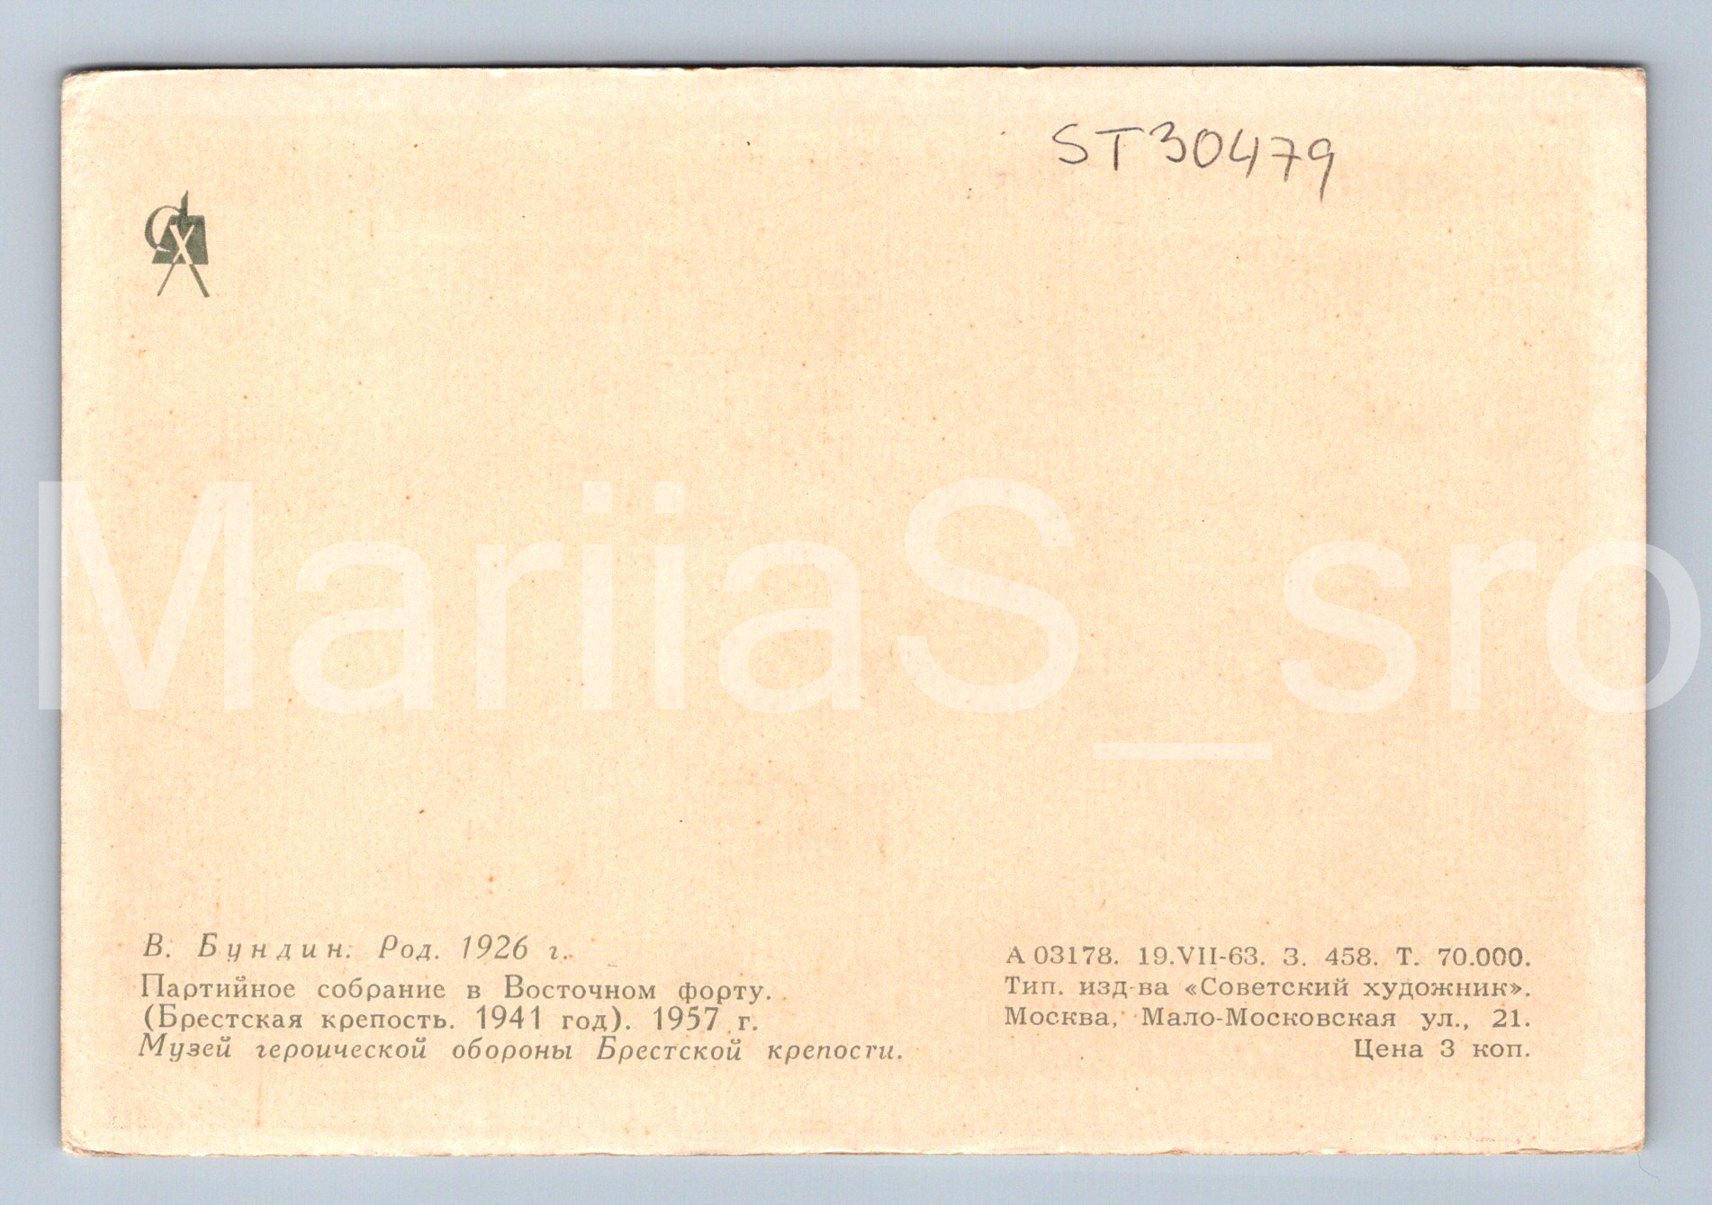 ST30479
СХ
MariiaS_sro
В. Бундин. Род. 1926 г.
Партийное собрание в Восточном форту.
(Брестская крепость. 1941 год). 1957 г.
Музей героической обороны Брестской крепости.
А 03178. 19.VII-63. З. 458. Т. 70.000.
Тип. изд-ва «Советский художник».
Москва, Мало-Московская ул., 21.
Цена 3 коп.